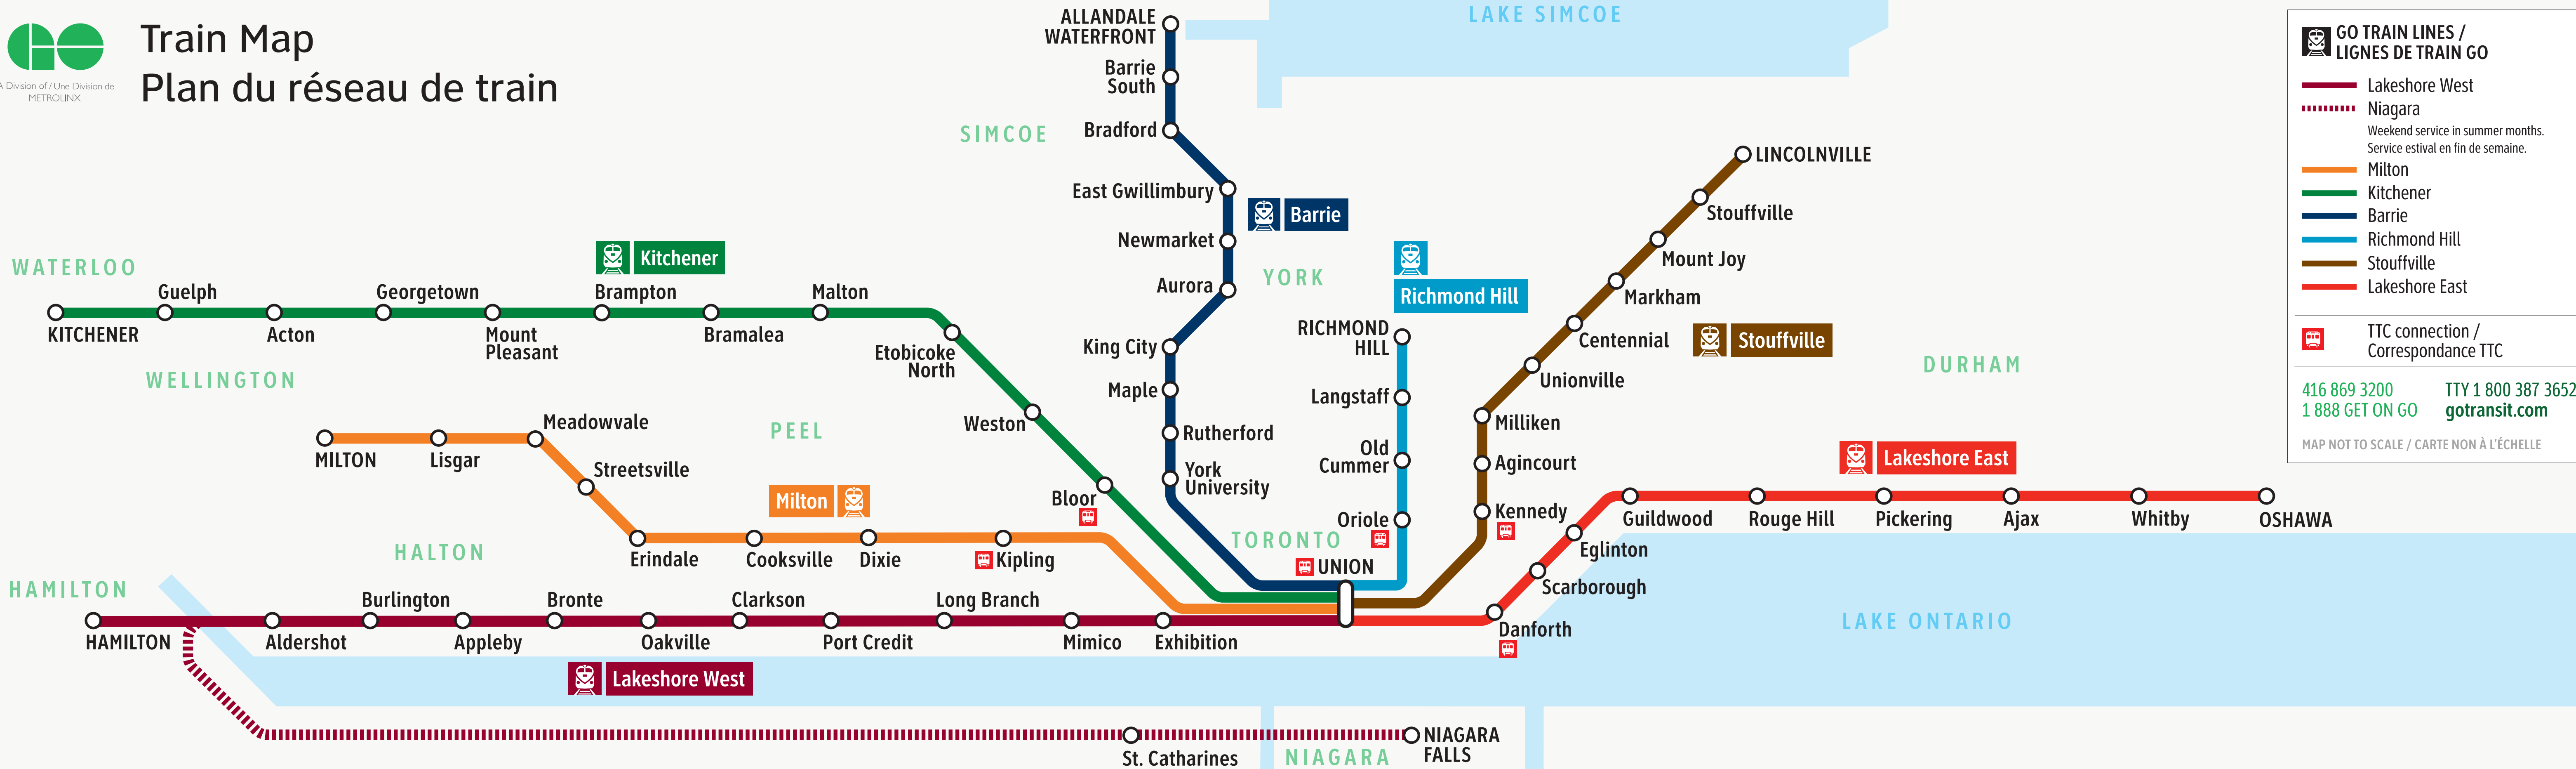 Train Map
Plan du réseau de train
A Division of / Une Division de
METROLINX
LAKE SIMCOE
ALLANDALE
WATERFRONT
Barrie
South
Bradford
SIMCOE
East Gwillimbury
Barrie
Newmarket
Aurora
YORK
King City
Maple
Rutherford
York
University
LINCOLNVILLE
Stouffville
Mount Joy
Markham
Centennial
Stouffville
Unionville
Milliken
Agincourt
Kennedy
Richmond Hill
RICHMOND
HILL
Langstaff
Old
Cummer
Oriole
TORONTO
UNION
WATERLOO
Kitchener
KITCHENER
Guelph
Acton
Georgetown
Mount
Pleasant
Brampton
Bramalea
Malton
Etobicoke
North
Weston
Bloor
WELLINGTON
PEEL
MILTON
Lisgar
Meadowvale
Streetsville
Milton
Erindale
Cooksville
Dixie
Kipling
HALTON
HAMILTON
HAMILTON
Aldershot
Burlington
Appleby
Bronte
Oakville
Clarkson
Port Credit
Long Branch
Mimico
Exhibition
Lakeshore West
St. Catharines
NIAGARA
NIAGARA
FALLS
DURHAM
Lakeshore East
Danforth
Scarborough
Eglinton
Guildwood
Rouge Hill
Pickering
Ajax
Whitby
OSHAWA
LAKE ONTARIO
GO TRAIN LINES /
LIGNES DE TRAIN GO
Lakeshore West
Niagara
Weekend service in summer months.
Service estival en fin de semaine.
Milton
Kitchener
Barrie
Richmond Hill
Stouffville
Lakeshore East
TTC connection /
Correspondance TTC
416 869 3200 TTY 1 800 387 3652
1 888 GET ON GO gotransit.com
MAP NOT TO SCALE / CARTE NON À L'ÉCHELLE